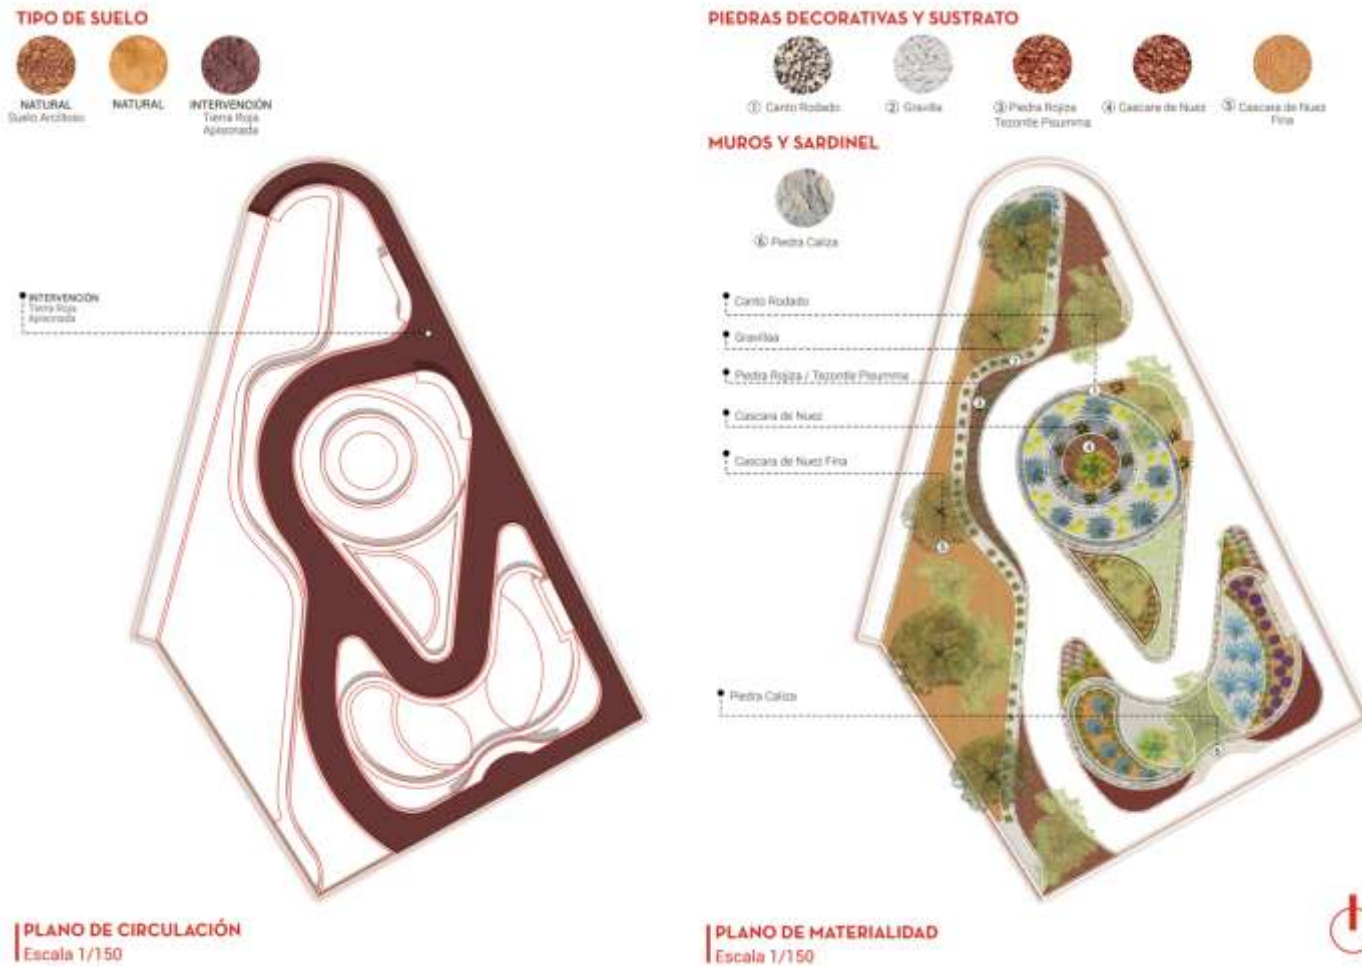 TIPO DE SUELO
NATURAL
Suelo Arcilloso
NATURAL
INTERVENCIÓN
Tierra Roja
Apisonada
INTERVENCIÓN
Tierra Roja
Apisonada
PLANO DE CIRCULACIÓN
Escala 1/150
PIEDRAS DECORATIVAS Y SUSTRATO
① Canto Rodado
② Gravilla
③ Piedra Rojiza
Tezontle Pisumma
④ Cascara de Nuez
⑤ Cascara de Nuez
Fina
MUROS Y SARDINEL
⑥ Piedra Caliza
Canto Rodado
Gravillaa
Piedra Rojiza / Tezontle Pisumma
Cascara de Nuez
Cascara de Nuez Fina
Piedra Caliza
PLANO DE MATERIALIDAD
Escala 1/150